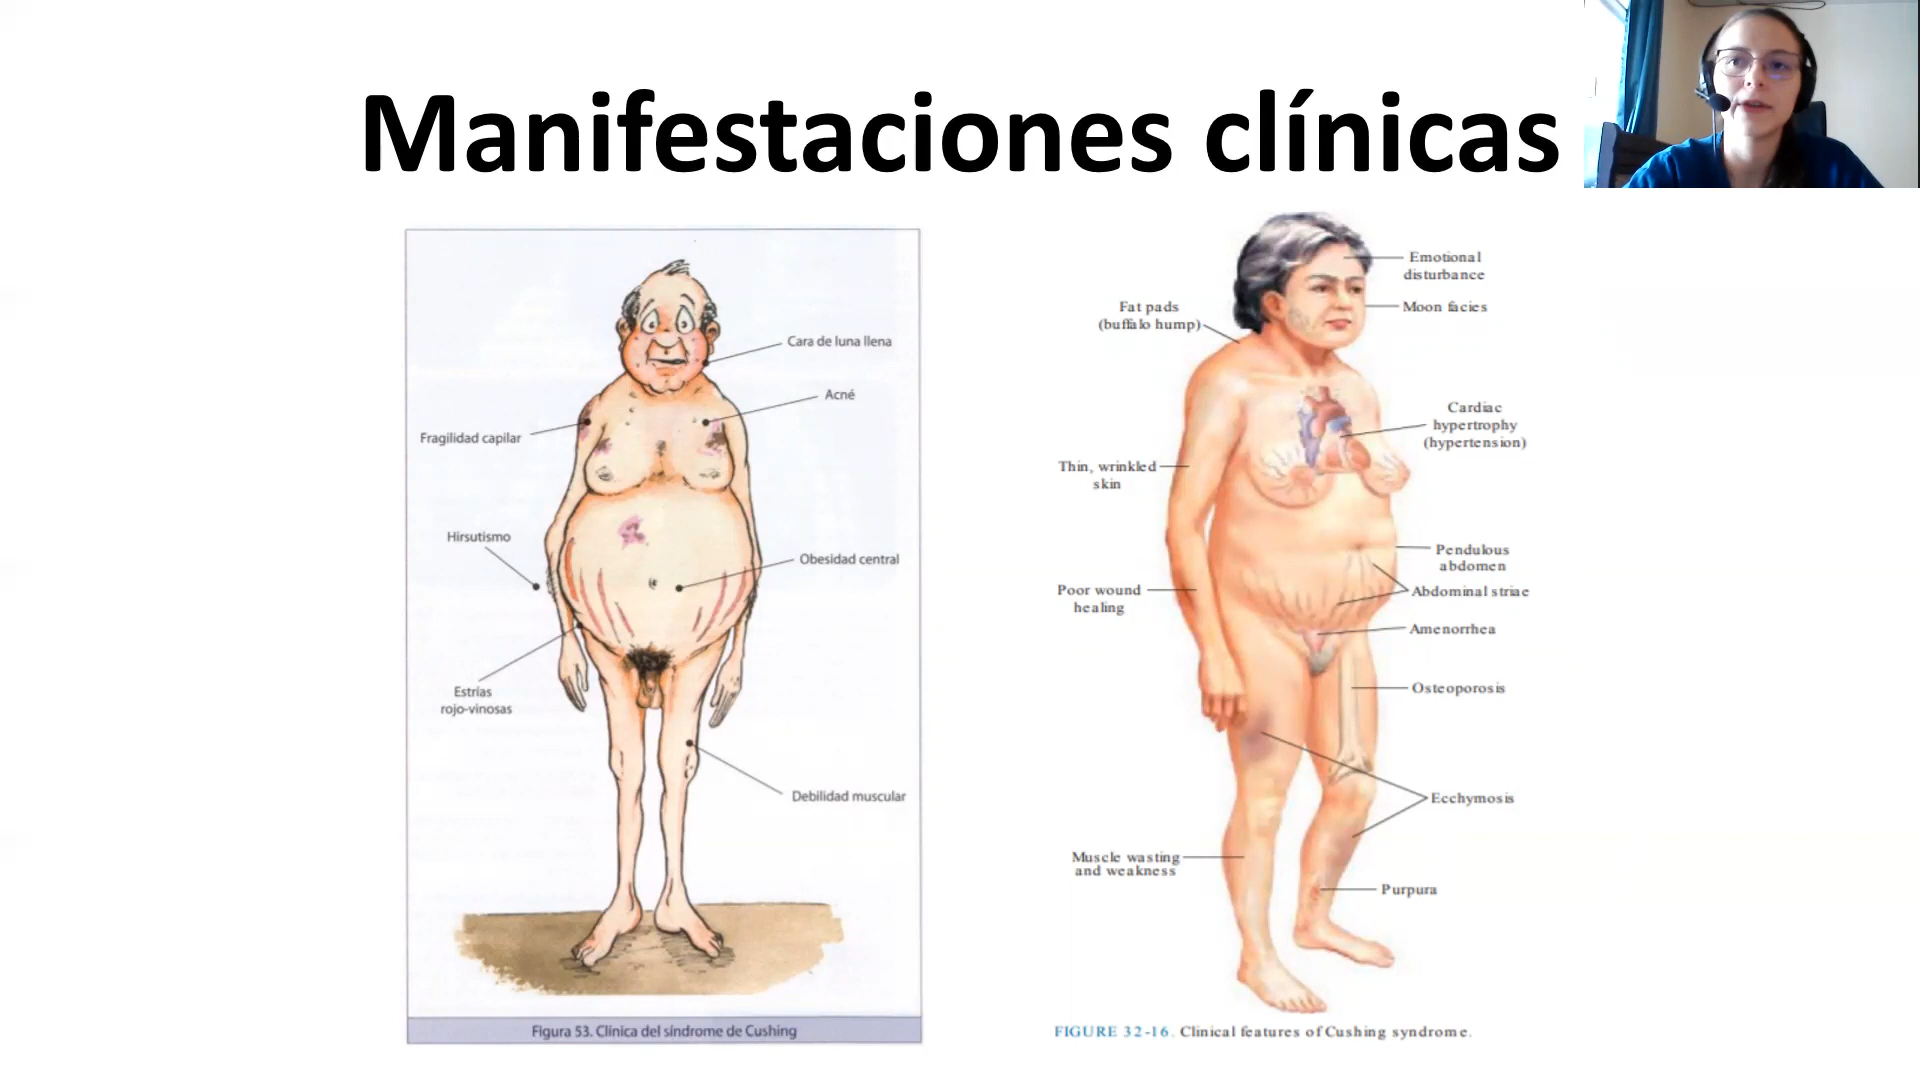 Manifestaciones clínicas
Cara de luna llena
Acné
Fragilidad capilar
Hirsutismo
Obesidad central
Estrías
rojo-vinosas
Debilidad muscular
Figura 53. Clínica del síndrome de Cushing
Emotional
disturbance
Fat pads
(buffalo hump)
Moon facies
Cardiac
hypertrophy
(hypertension)
Thin, wrinkled
skin
Pendulous
abdomen
Poor wound
healing
Abdominal striae
Amenorrhea
Osteoporosis
Ecchymosis
Muscle wasting
and weakness
Purpura
FIGURE 32-16. Clinical features of Cushing syndrome.